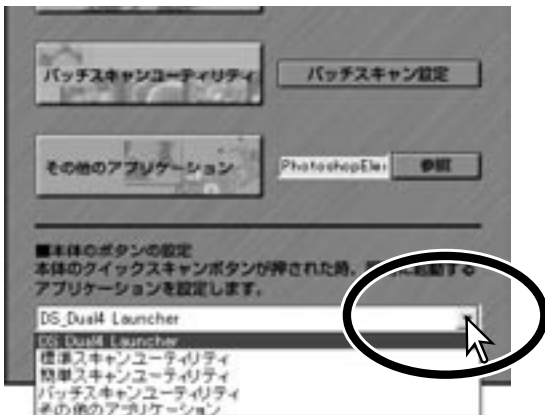 バッチスキャンユーティリティ
バッチスキャン設定
その他のアプリケーション
PhotoshopEle
参照
■本体のボタンの設定
本体のクイックスキャンボタンが押された時、 に起動する
アプリケーションを設定します。
DS_Dual4 Launcher
DS_Dual4 Launcher
標準スキャンユーティリティ
簡単スキャンユーティリティ
バッチスキャンユーティリティ
その他のアプリケーション